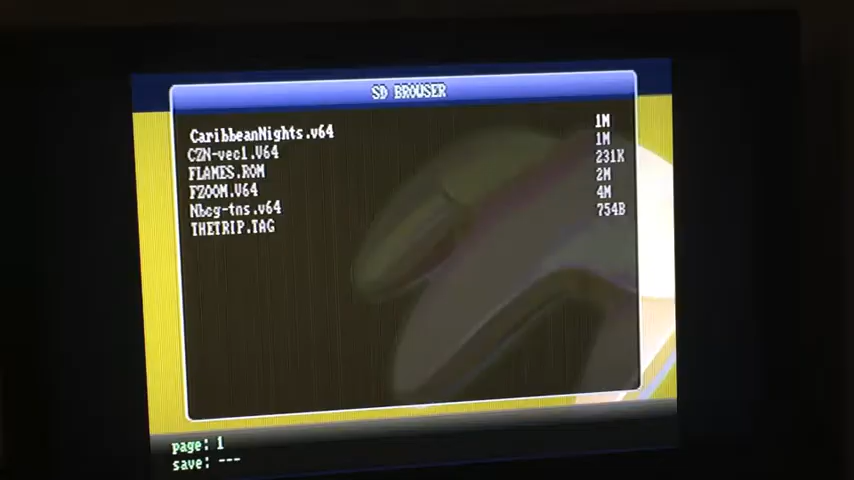 SD BROWSER
CaribbeanNights.v64 1M
CZN-vec1.V64 1M
FLAMES.ROM 231K
FZOOM.V64 2M
Nbcg-tns.v64 4M
THETRIP.TAG 754B
page: 1
save: ---